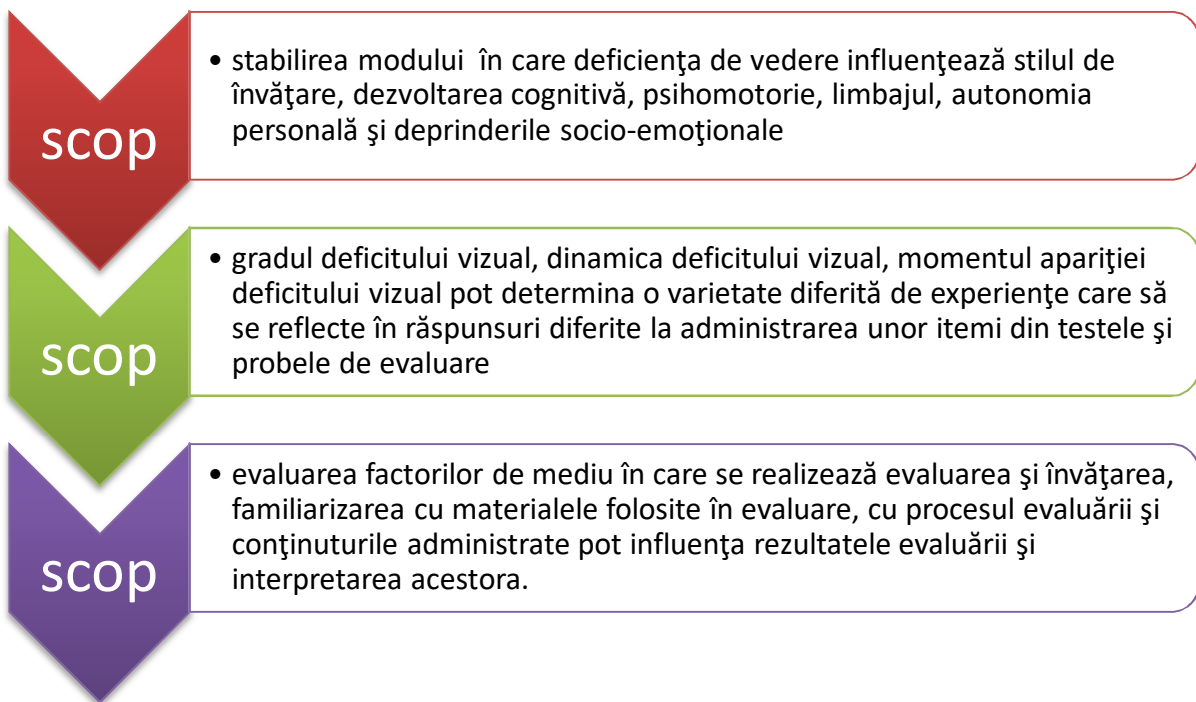 scop
• stabilirea modului în care deficienţa de vedere influenţează stilul de
învăţare, dezvoltarea cognitivă, psihomotorie, limbajul, autonomia
personală şi deprinderile socio-emoţionale
scop
• gradul deficitului vizual, dinamica deficitului vizual, momentul apariţiei
deficitului vizual pot determina o varietate diferită de experienţe care să
se reflecte în răspunsuri diferite la administrarea unor itemi din testele şi
probele de evaluare
scop
• evaluarea factorilor de mediu în care se realizează evaluarea şi învăţarea,
familiarizarea cu materialele folosite în evaluare, cu procesul evaluării şi
conţinuturile administrate pot influenţa rezultatele evaluării şi
interpretarea acestora.